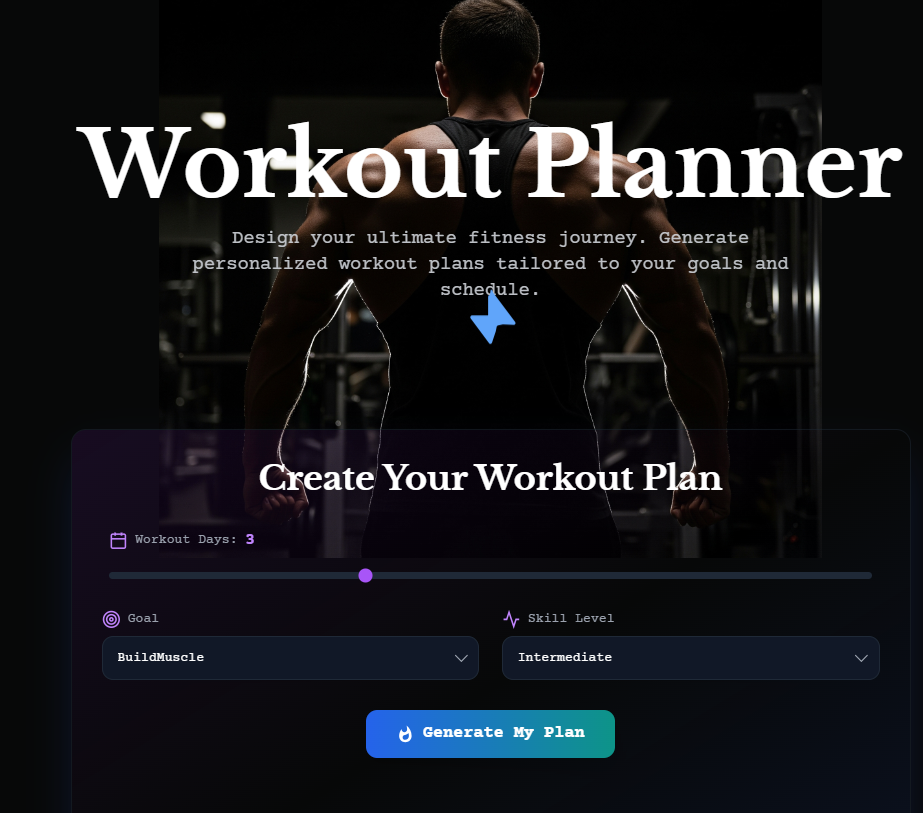 Workout Planner
Design your ultimate fitness journey. Generate
personalized workout plans tailored to your goals and
schedule.
Create Your Workout Plan
Workout Days: 3
Goal
Skill Level
BuildMuscle
Intermediate
Generate My Plan